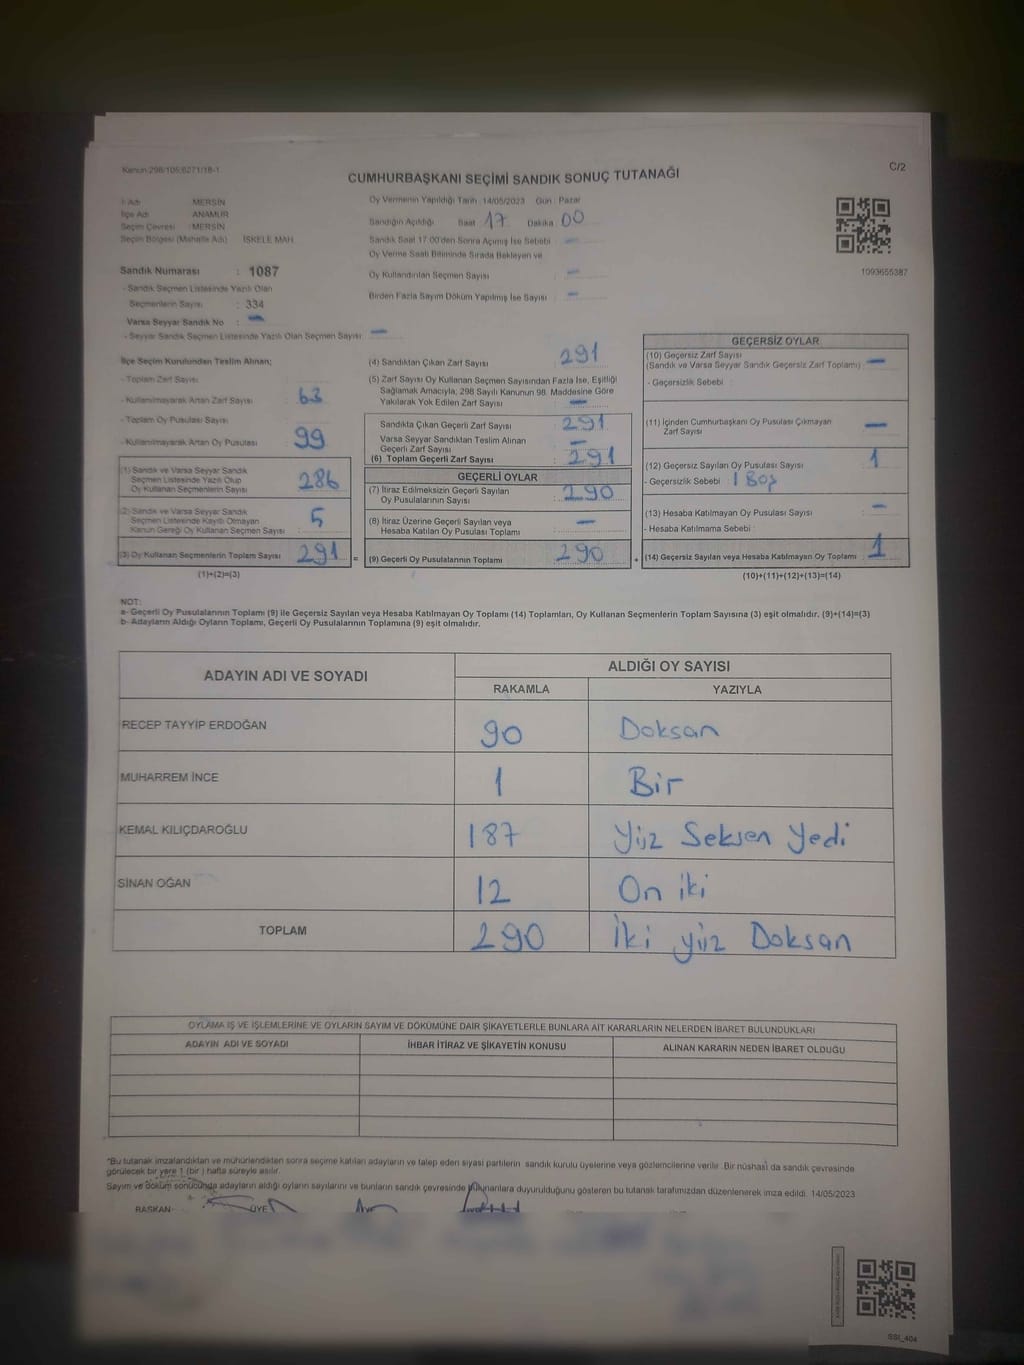 Kanun:298/105;6271/18-1
C/2
CUMHURBAŞKANI SEÇİMİ SANDIK SONUÇ TUTANAĞI
İl Adı : MERSİN
İlçe Adı : ANAMUR
Seçim Çevresi : MERSİN
Seçim Bölgesi (Mahalle Adı) : İSKELE MAH.
Sandık Numarası : 1087
- Sandık Seçmen Listesinde Yazılı Olan
Seçmenlerin Sayısı : 334
Varsa Seyyar Sandık No : -
- Seyyar Sandık Seçmen Listesinde Yazılı Olan Seçmen Sayısı : -
Oy Vermenin Yapıldığı Tarih: 14/05/2023 Gün : Pazar
Sandığın Açıldığı Saat 17 Dakika 00
Sandık Saat 17:00'den Sonra Açılmış İse Sebebi : -
Oy Verme Saati Bitiminde Sırada Bekleyen ve
Oy Kullandırılan Seçmen Sayısı : -
Birden Fazla Sayım Döküm Yapılmış İse Sayısı : -
1093655387
İlçe Seçim Kurulundan Teslim Alınan;
- Toplam Zarf Sayısı :
- Kullanılmayarak Artan Zarf Sayısı : 63
- Toplam Oy Pusulası Sayısı :
- Kullanılmayarak Artan Oy Pusulası : 99
(1) Sandık ve Varsa Seyyar Sandık
Seçmen Listesinde Yazılı Olup
Oy Kullanan Seçmenlerin Sayısı : 286
(2) Sandık ve Varsa Seyyar Sandık
Seçmen Listesinde Kayıtlı Olmayan
Kanun Gereği Oy Kullanan Seçmen Sayısı : 5
(3) Oy Kullanan Seçmenlerin Toplam Sayısı : 291
(1)+(2)=(3)
(4) Sandıktan Çıkan Zarf Sayısı : 291
(5) Zarf Sayısı Oy Kullanan Seçmen Sayısından Fazla İse, Eşitliği
Sağlamak Amacıyla, 298 Sayılı Kanunun 98. Maddesine Göre
Yakılarak Yok Edilen Zarf Sayısı : -
Sandıkta Çıkan Geçerli Zarf Sayısı : 291
Varsa Seyyar Sandıktan Teslim Alınan
Geçerli Zarf Sayısı : -
(6) Toplam Geçerli Zarf Sayısı : 291
GEÇERLİ OYLAR
(7) İtiraz Edilmeksizin Geçerli Sayılan
Oy Pusulalarının Sayısı : 290
(8) İtiraz Üzerine Geçerli Sayılan veya
Hesaba Katılan Oy Pusulaları Toplamı : -
= (9) Geçerli Oy Pusulalarının Toplamı : 290
GEÇERSİZ OYLAR
(10) Geçersiz Zarf Sayısı
(Sandık ve Varsa Seyyar Sandık Geçersiz Zarf Toplamı) : -
- Geçersizlik Sebebi :
(11) İçinden Cumhurbaşkanı Oy Pusulası Çıkmayan
Zarf Sayısı : -
(12) Geçersiz Sayılan Oy Pusulası Sayısı : 1
- Geçersizlik Sebebi : 1 Boş
(13) Hesaba Katılmayan Oy Pusulası Sayısı : -
- Hesaba Katılmama Sebebi :
+ (14) Geçersiz Sayılan veya Hesaba Katılmayan Oy Toplamı : 1
(10)+(11)+(12)+(13)=(14)
NOT:
a- Geçerli Oy Pusulalarının Toplamı (9) ile Geçersiz Sayılan veya Hesaba Katılmayan Oy Toplamı (14) Toplamları, Oy Kullanan Seçmenlerin Toplam Sayısına (3) eşit olmalıdır. (9)+(14)=(3)
b- Adayların Aldığı Oyların Toplamı, Geçerli Oy Pusulalarının Toplamına (9) eşit olmalıdır.
ADAYIN ADI VE SOYADI ALDIĞI OY SAYISI
RAKAMLA YAZIYLA
RECEP TAYYİP ERDOĞAN 90 Doksan
MUHARREM İNCE 1 Bir
KEMAL KILIÇDAROĞLU 187 Yüz Seksen Yedi
SİNAN OĞAN 12 On iki
TOPLAM 290 İki yüz Doksan
OYLAMA İŞ VE İŞLEMLERİNE VE OYLARIN SAYIM VE DÖKÜMÜNE DAİR ŞİKAYETLERLE BUNLARA AİT KARARLARIN NELERDEN İBARET BULUNDUKLARI
ADAYIN ADI VE SOYADI İHBAR İTİRAZ VE ŞİKAYETİN KONUSU ALINAN KARARIN NEDEN İBARET OLDUĞU
*Bu tutanak imzalandıktan ve mühürlendikten sonra seçime katılan adayların ve talep eden siyasi partilerin sandık kurulu üyelerine veya gözlemcilerine verilir. Bir nüshası da sandık çevresinde
görülecek bir yere 1 (bir ) hafta süreyle asılır.
Sayım ve döküm sonucunda adayların aldığı oyların sayılarını ve bunların sandık çevresinde bulunanlara duyurulduğunu gösteren bu tutanak tarafımızdan düzenlenerek imza edildi. 14/05/2023
BAŞKAN ÜYE
SSI_404